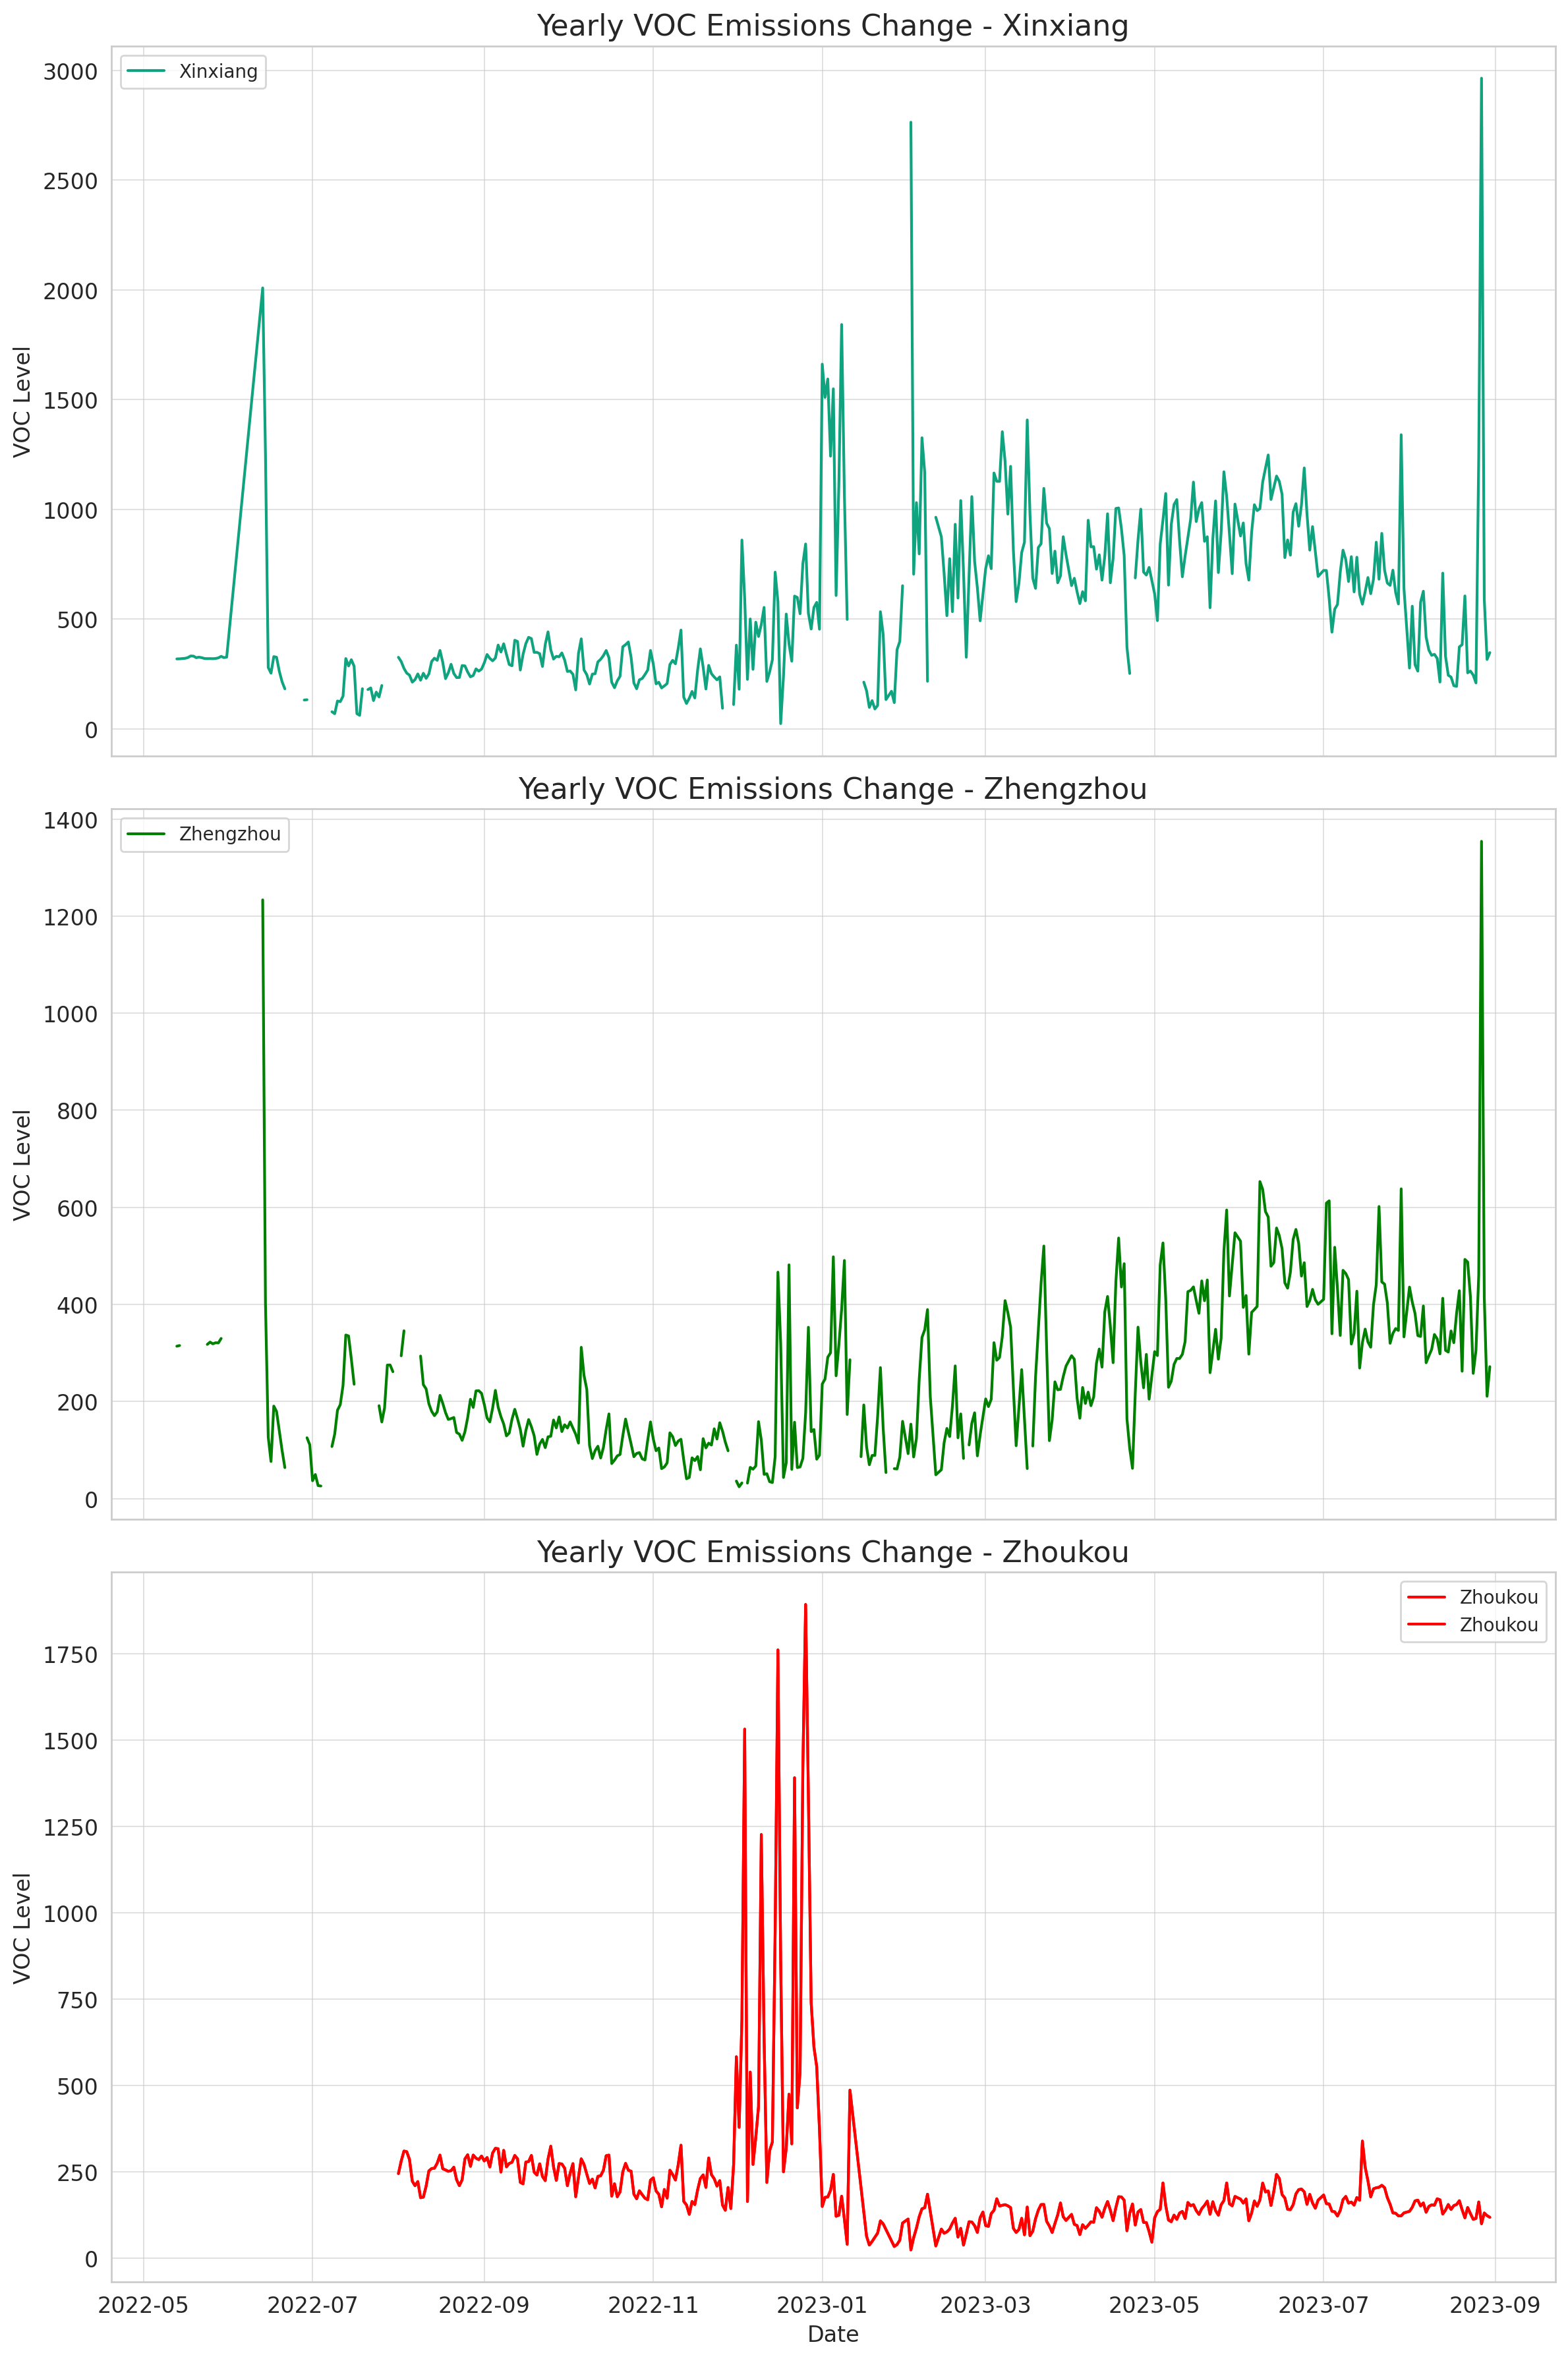 Yearly VOC Emissions Change - Xinxiang
Xinxiang
3000
2500
2000
1500
1000
500
0
VOC Level
Yearly VOC Emissions Change - Zhengzhou
Zhengzhou
1400
1200
1000
800
600
400
200
0
VOC Level
Yearly VOC Emissions Change - Zhoukou
Zhoukou
Zhoukou
1750
1500
1250
1000
750
500
250
0
VOC Level
2022-05 2022-07 2022-09 2022-11 2023-01 2023-03 2023-05 2023-07 2023-09
Date